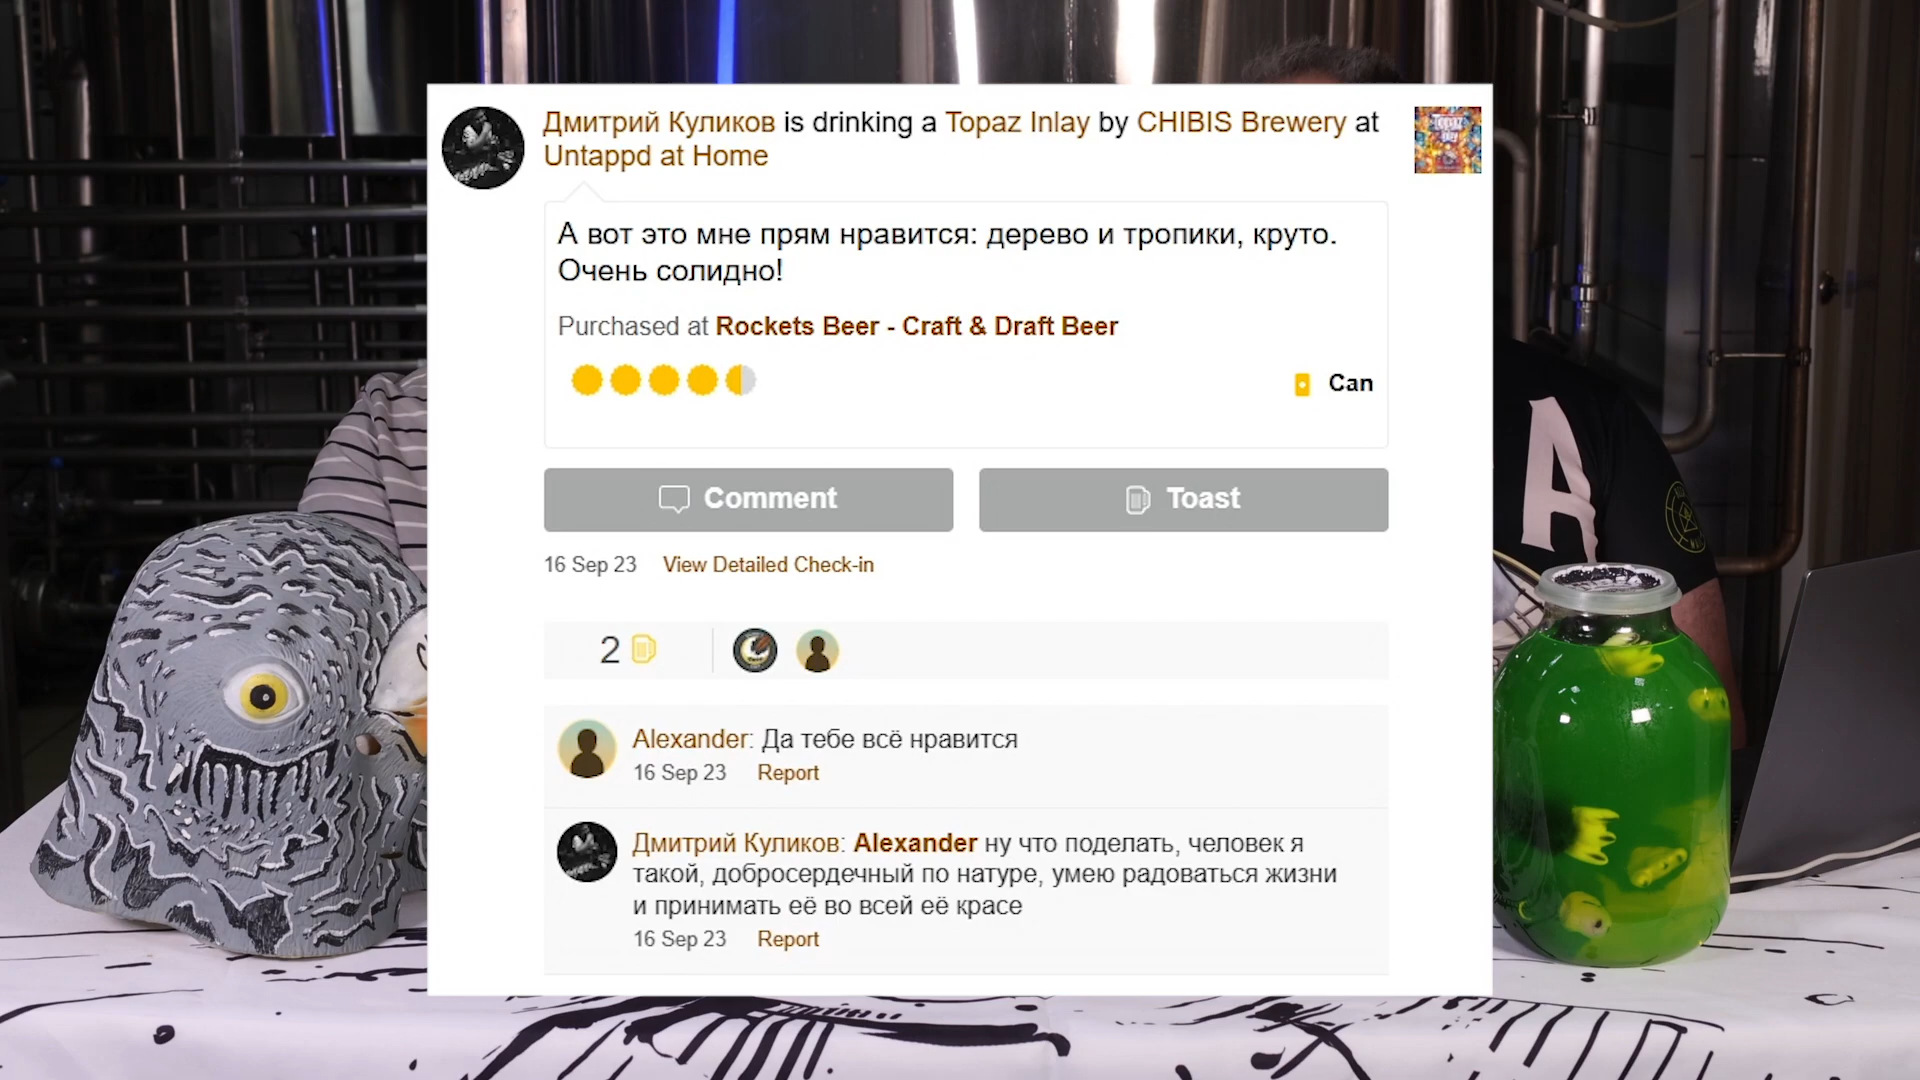 Дмитрий Куликов is drinking a Topaz Inlay by CHIBIS Brewery at
Untappd at Home
Topaz
Inlay
А вот это мне прям нравится: дерево и тропики, круто.
Очень солидно!
Purchased at Rockets Beer - Craft & Draft Beer
Can
Comment
Toast
16 Sep 23 View Detailed Check-in
2
Alexander: Да тебе всё нравится
16 Sep 23 Report
Дмитрий Куликов: Alexander ну что поделать, человек я
такой, добросердечный по натуре, умею радоваться жизни
и принимать её во всей её красе
16 Sep 23 Report
A